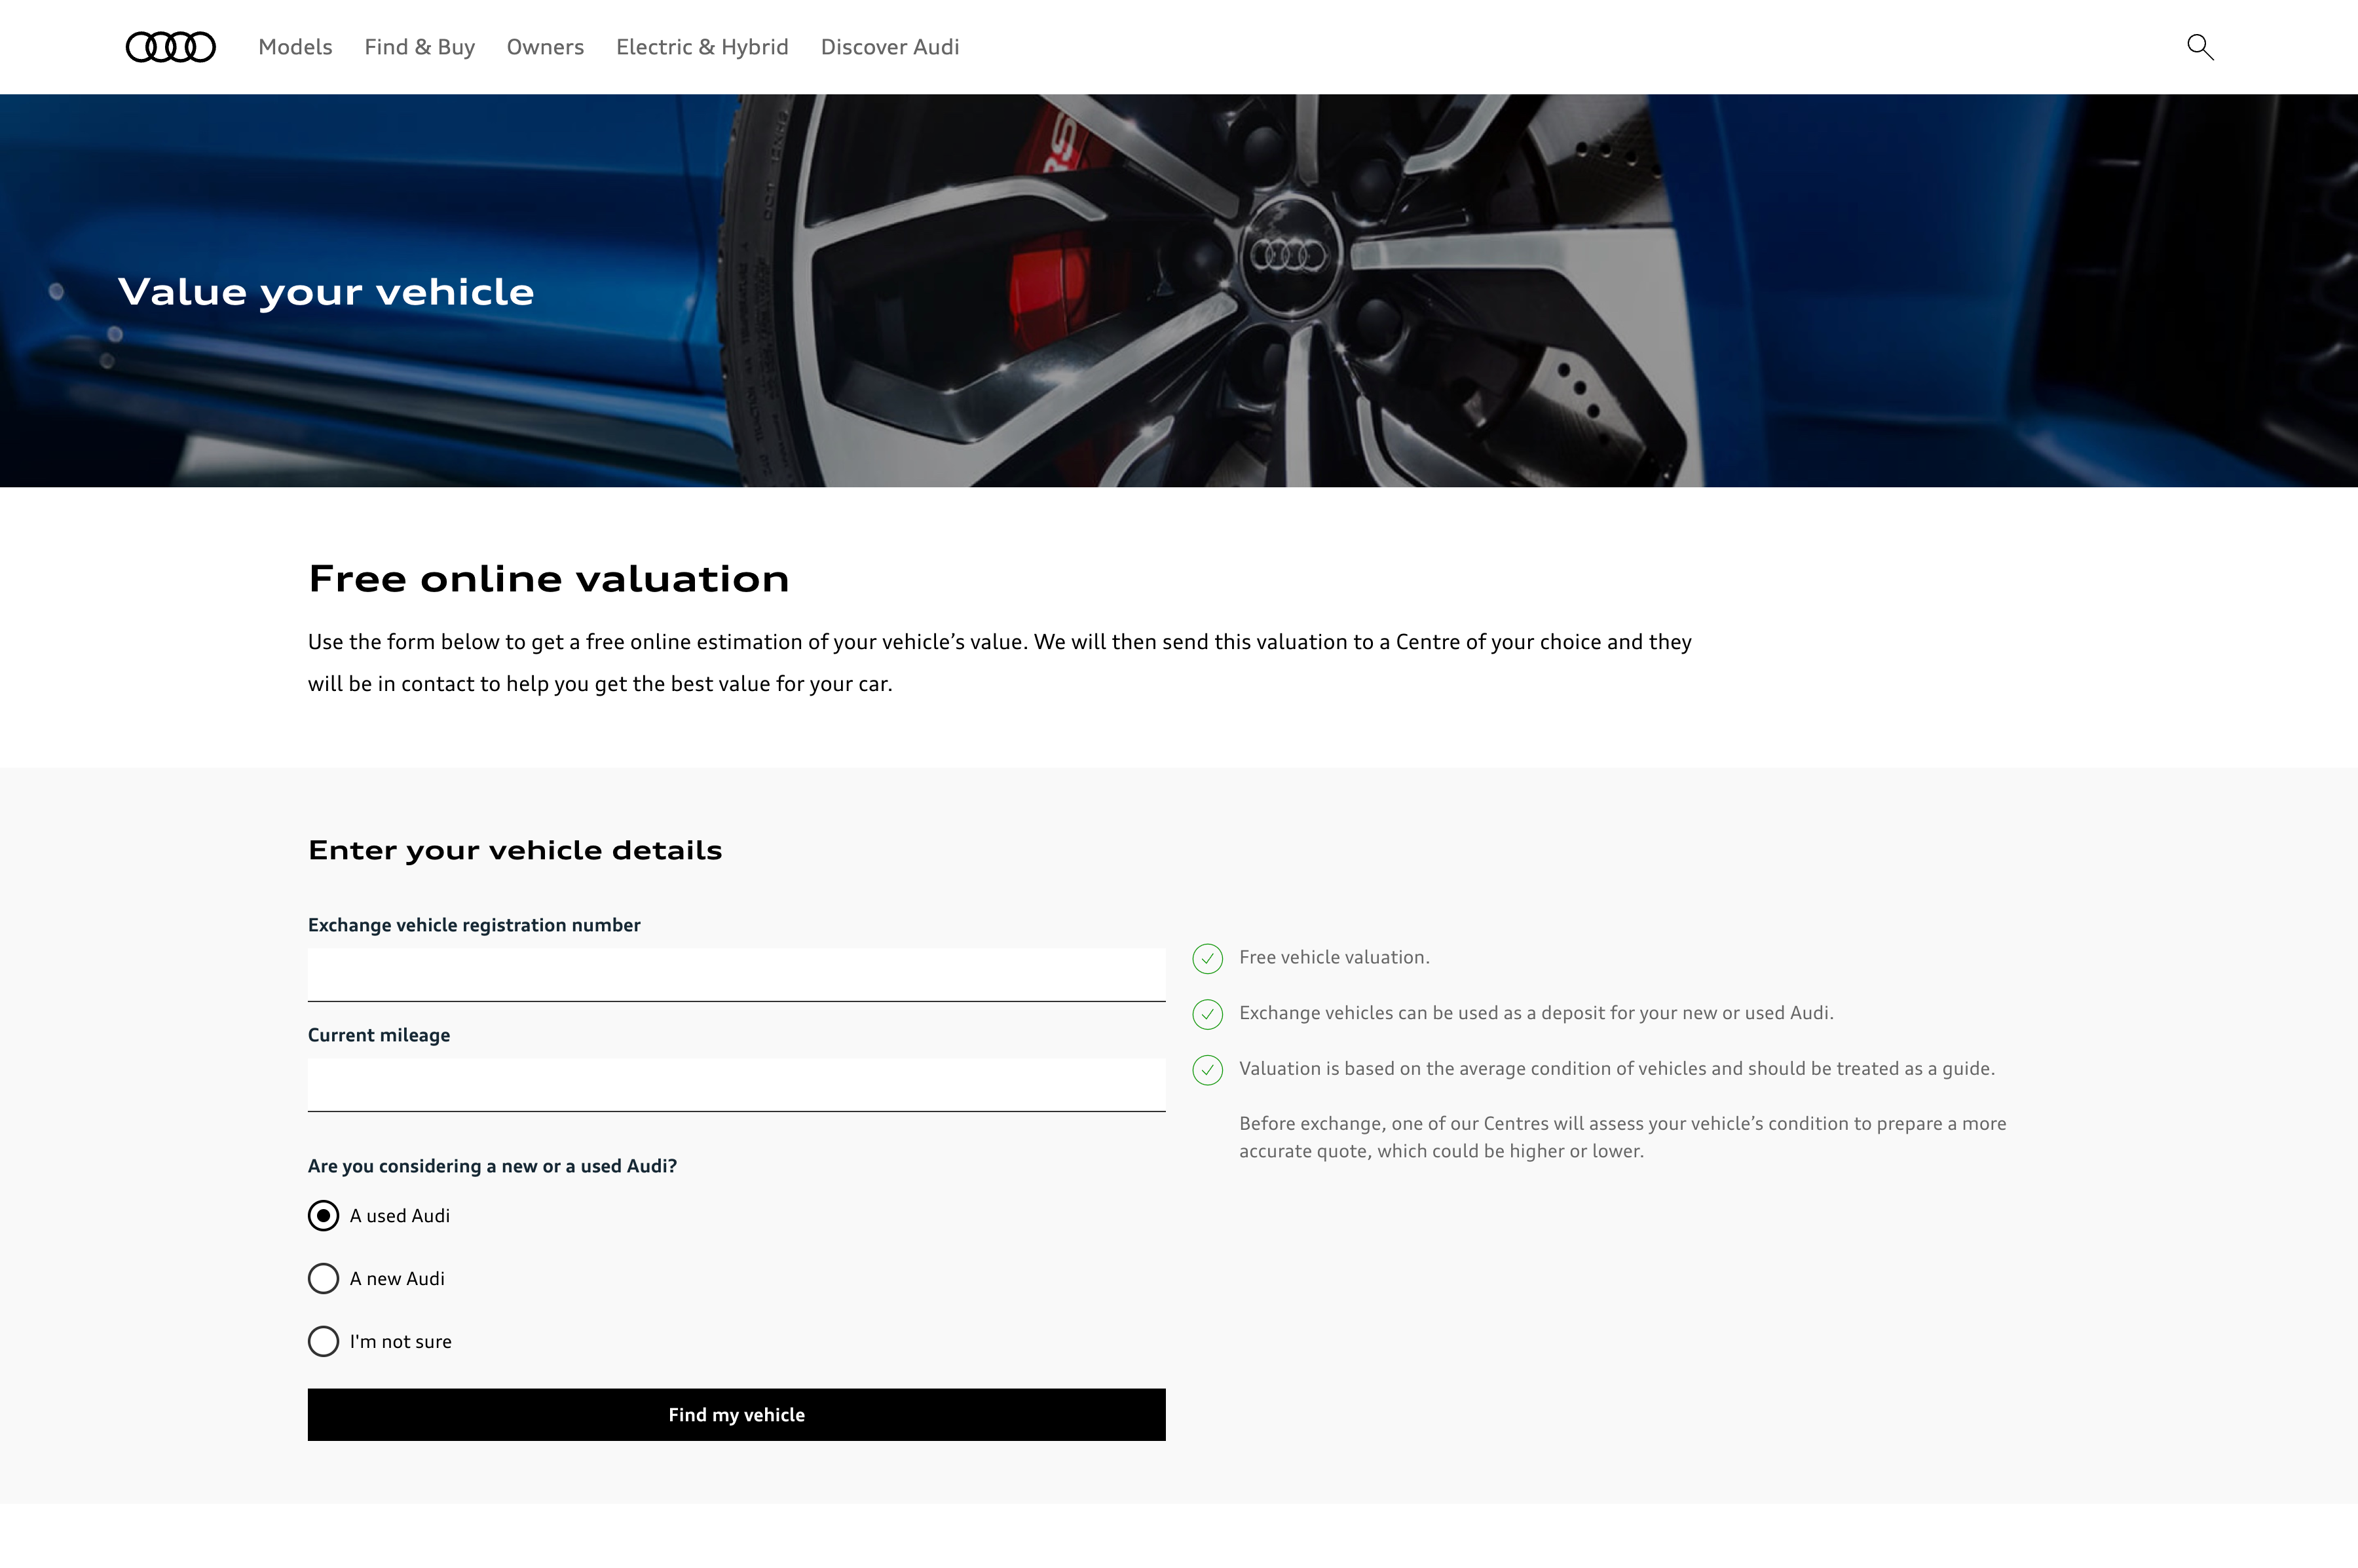 Models Find & Buy Owners Electric & Hybrid Discover Audi
RS
Value your vehicle
Free online valuation
Use the form below to get a free online estimation of your vehicle’s value. We will then send this valuation to a Centre of your choice and they
will be in contact to help you get the best value for your car.
Enter your vehicle details
Exchange vehicle registration number
Current mileage
Are you considering a new or a used Audi?
A used Audi
A new Audi
I'm not sure
Find my vehicle
Free vehicle valuation.
Exchange vehicles can be used as a deposit for your new or used Audi.
Valuation is based on the average condition of vehicles and should be treated as a guide.
Before exchange, one of our Centres will assess your vehicle’s condition to prepare a more
accurate quote, which could be higher or lower.